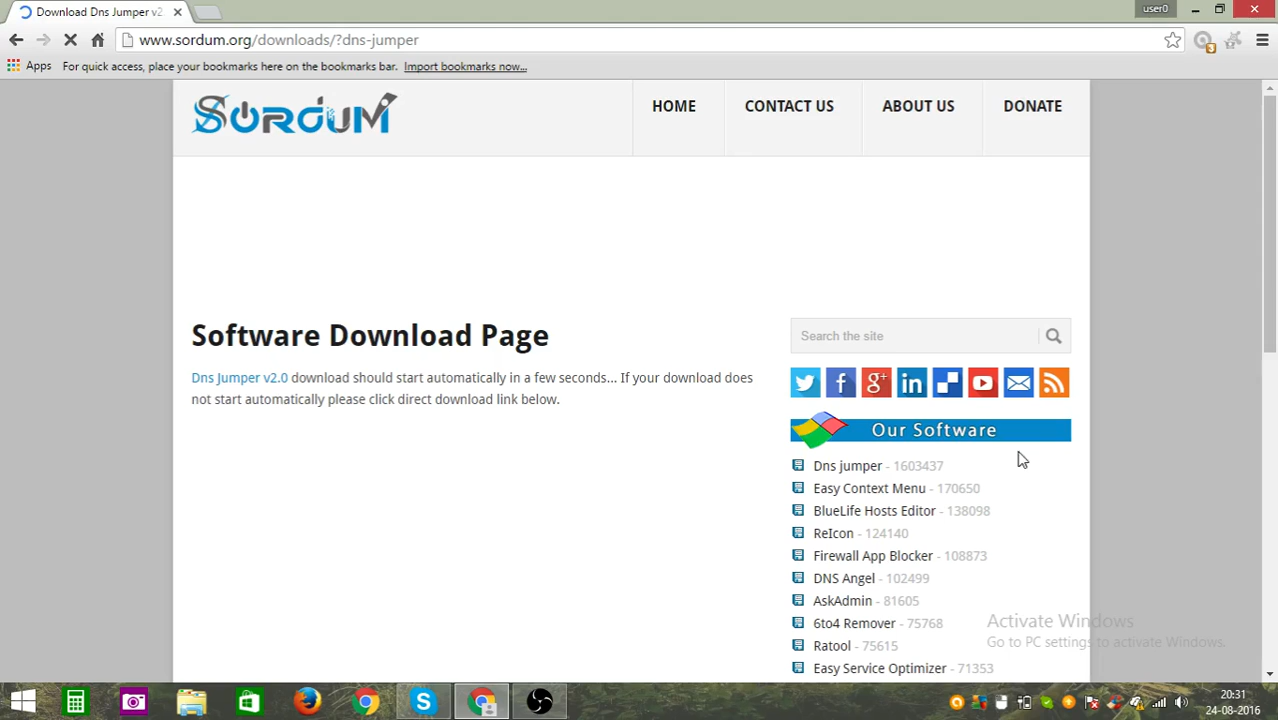 Download Dns Jumper v2.
user0
www.sordum.org/downloads/?dns-jumper
3
Apps For quick access, place your bookmarks here on the bookmarks bar. Import bookmarks now...
SORDUM
HOME CONTACT US ABOUT US DONATE
Software Download Page
Search the site
Dns Jumper v2.0 download should start automatically in a few seconds... If your download does
not start automatically please click direct download link below.
Our Software
Dns jumper - 1603437
Easy Context Menu - 170650
BlueLife Hosts Editor - 138098
ReIcon - 124140
Firewall App Blocker - 108873
DNS Angel - 102499
AskAdmin - 81605
6to4 Remover - 75768
Ratool - 75615
Easy Service Optimizer - 71353
Activate Windows
Go to PC settings to activate Windows.
20:31
24-08-2016